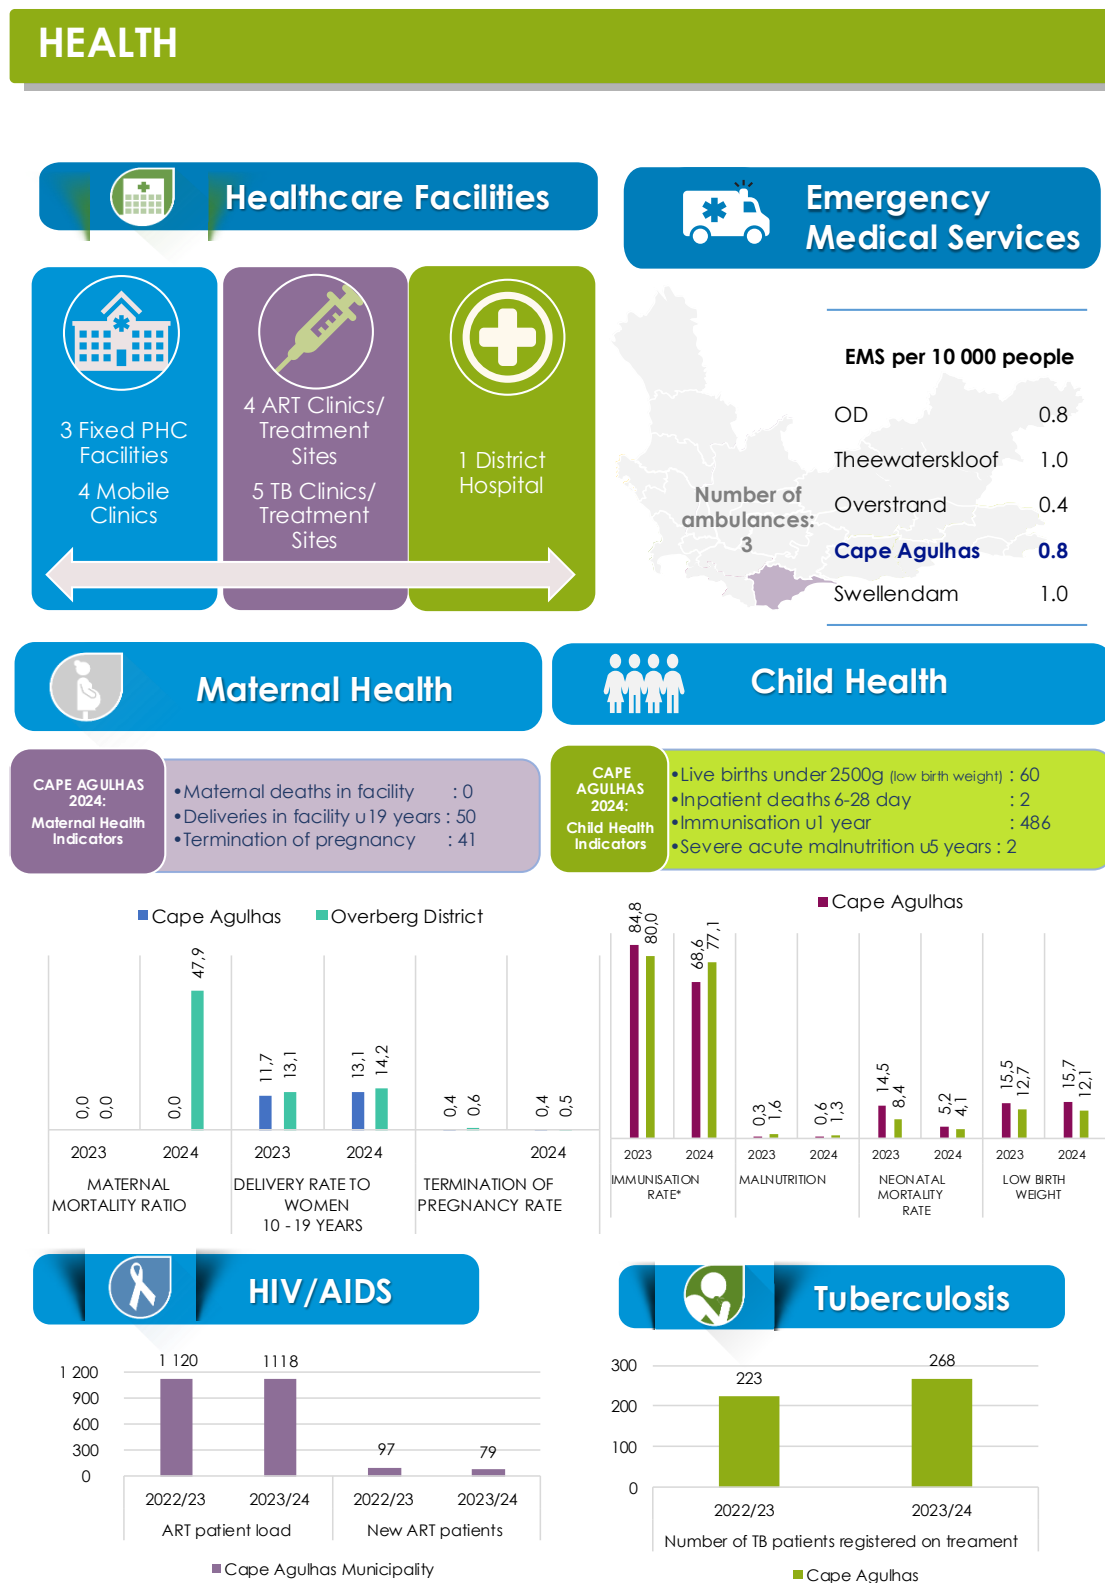 HEALTH
Healthcare Facilities
3 Fixed PHC
Facilities
4 Mobile
Clinics
4 ART Clinics/
Treatment
Sites
5 TB Clinics/
Treatment
Sites
1 District
Hospital
Emergency
Medical Services
Number of
ambulances:
3
EMS per 10 000 people
OD 0.8
Theewaterskloof 1.0
Overstrand 0.4
Cape Agulhas 0.8
Swellendam 1.0
Maternal Health
CAPE AGULHAS
2024:
Maternal Health
Indicators
•Maternal deaths in facility : 0
•Deliveries in facility u19 years : 50
•Termination of pregnancy : 41
Cape Agulhas Overberg District
0,0 0,0 0,0 47,9 11,7 13,1 13,1 14,2 0,4 0,6 0,4 0,5
2023 2024 2023 2024 2024
MATERNAL
MORTALITY RATIO
DELIVERY RATE TO
WOMEN
10 - 19 YEARS
TERMINATION OF
PREGNANCY RATE
Child Health
CAPE
AGULHAS
2024:
Child Health
Indicators
•Live births under 2500g (low birth weight) : 60
•Inpatient deaths 6-28 day : 2
•Immunisation u1 year : 486
•Severe acute malnutrition u5 years : 2
Cape Agulhas
84,8 80,0 68,6 77,1 0,3 1,6 0,6 1,3 14,5 8,4 5,2 4,1 15,5 12,7 15,7 12,1
2023 2024 2023 2024 2023 2024 2023 2024
IMMUNISATION
RATE*
MALNUTRITION
NEONATAL
MORTALITY
RATE
LOW BIRTH
WEIGHT
HIV/AIDS
1 200
900
600
300
0
1 120 1118 97 79
2022/23 2023/24 2022/23 2023/24
ART patient load New ART patients
Cape Agulhas Municipality
Tuberculosis
300
200
100
0
223 268
2022/23 2023/24
Number of TB patients registered on treament
Cape Agulhas